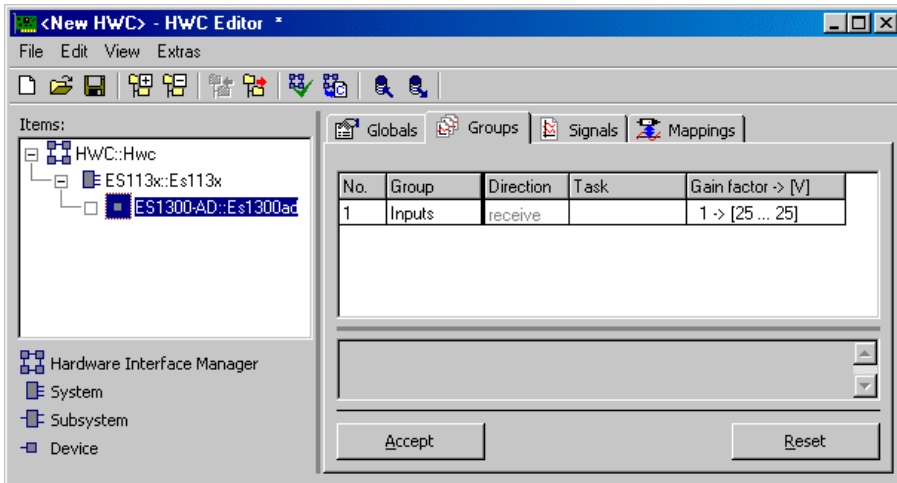 <New HWC> - HWC Editor *
File Edit View Extras
Items:
HWC::Hwc
ES113x::Es113x
ES1300-AD::Es1300ad
Hardware Interface Manager
System
Subsystem
Device
Globals Groups Signals Mappings
No. Group Direction Task Gain factor -> [V]
1 Inputs receive 1 -> [25 ... 25]
Accept Reset